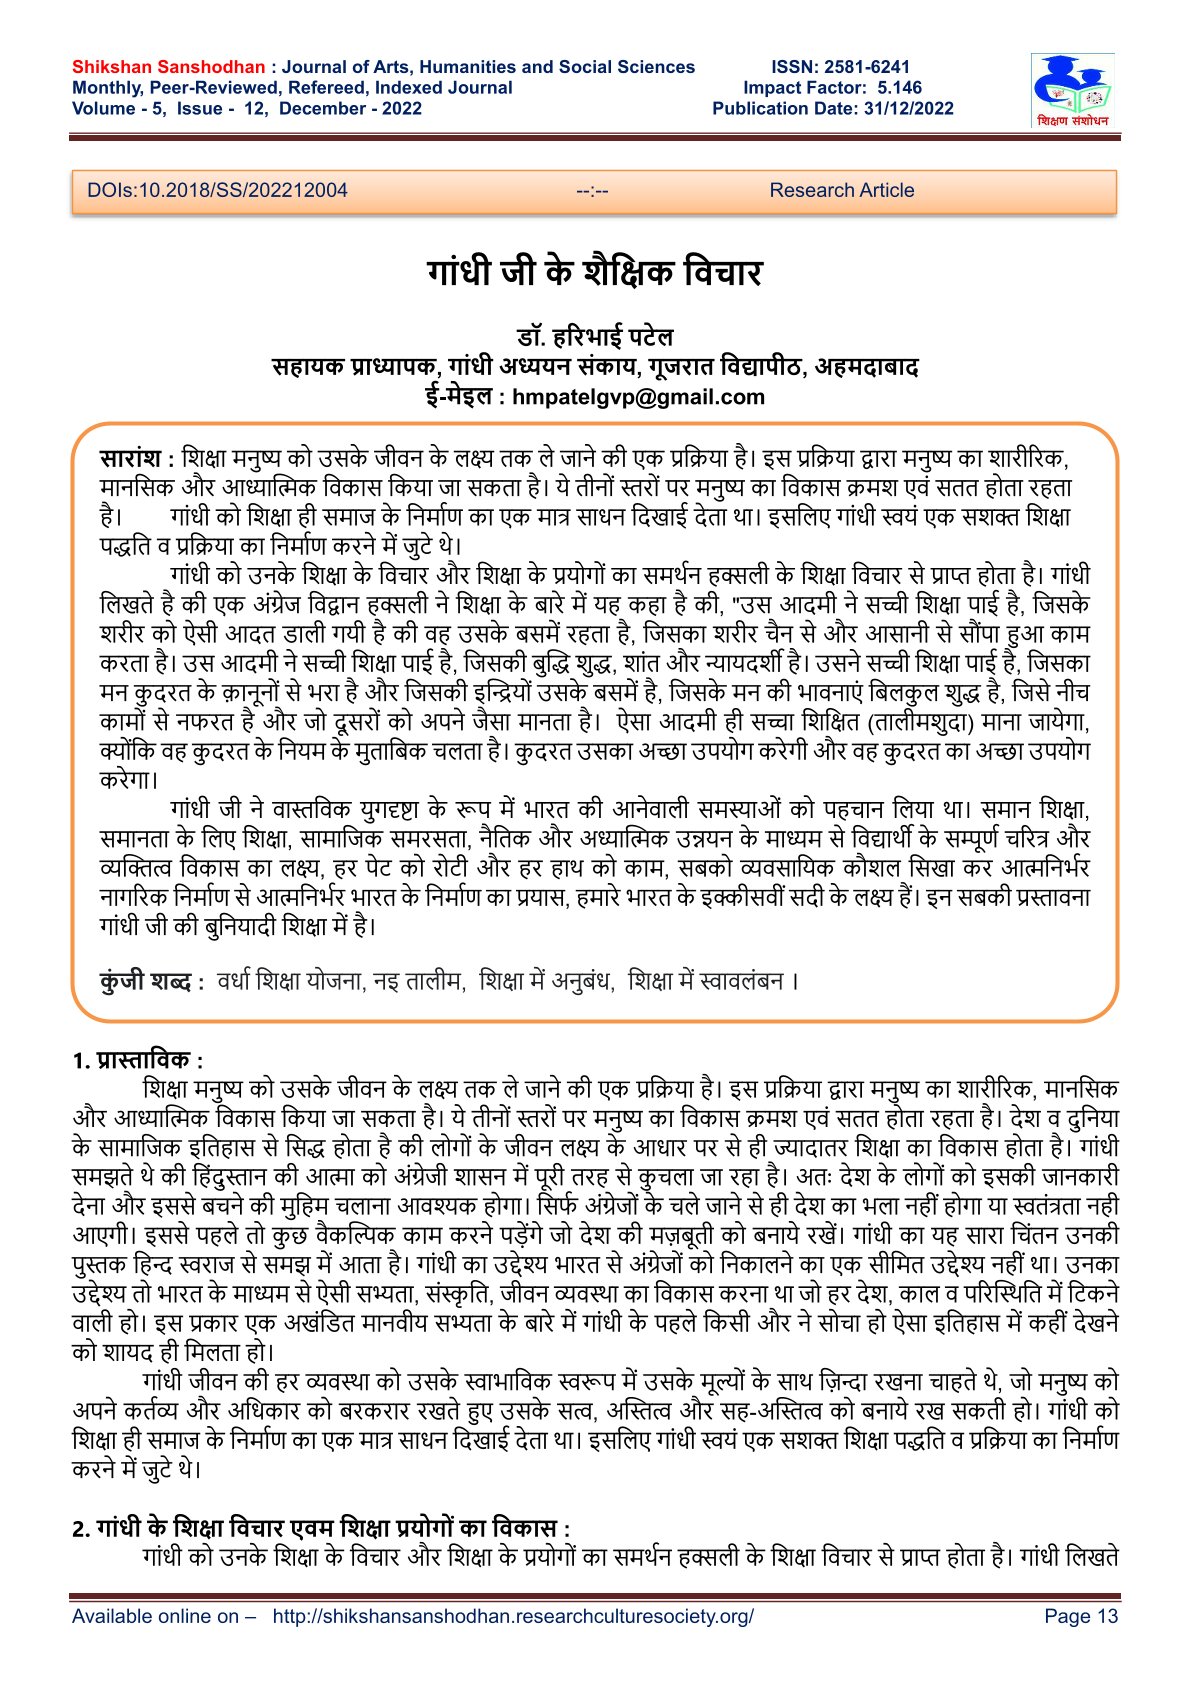 Shikshan Sanshodhan : Journal of Arts, Humanities and Social Sciences ISSN: 2581-6241
Monthly, Peer-Reviewed, Refereed, Indexed Journal Impact Factor: 5.146
Volume - 5, Issue - 12, December - 2022 Publication Date: 31/12/2022
शिक्षण संशोधन
DOIs:10.2018/SS/202212004 --:-- Research Article
गांधी जी के शैक्षिक विचार
डॉ. हरिभाई पटेल
सहायक प्राध्यापक, गांधी अध्ययन संकाय, गूजरात विद्यापीठ, अहमदाबाद
ई-मेइल : hmpatelgvp@gmail.com
सारांश : शिक्षा मनुष्य को उसके जीवन के लक्ष्य तक ले जाने की एक प्रक्रिया है। इस प्रक्रिया द्वारा मनुष्य का शारीरिक,
मानसिक और आध्यात्मिक विकास किया जा सकता है। ये तीनों स्तरों पर मनुष्य का विकास क्रमश एवं सतत होता रहता
है। गांधी को शिक्षा ही समाज के निर्माण का एक मात्र साधन दिखाई देता था। इसलिए गांधी स्वयं एक सशक्त शिक्षा
पद्धति व प्रक्रिया का निर्माण करने में जुटे थे।
गांधी को उनके शिक्षा के विचार और शिक्षा के प्रयोगों का समर्थन हक्सली के शिक्षा विचार से प्राप्त होता है। गांधी
लिखते है की एक अंग्रेज विद्वान हक्सली ने शिक्षा के बारे में यह कहा है की, "उस आदमी ने सच्ची शिक्षा पाई है, जिसके
शरीर को ऐसी आदत डाली गयी है की वह उसके बसमें रहता है, जिसका शरीर चैन से और आसानी से सौंपा हुआ काम
करता है। उस आदमी ने सच्ची शिक्षा पाई है, जिसकी बुद्धि शुद्ध, शांत और न्यायदर्शी है। उसने सच्ची शिक्षा पाई है, जिसका
मन कुदरत के क़ानूनों से भरा है और जिसकी इन्द्रियों उसके बसमें है, जिसके मन की भावनाएं बिलकुल शुद्ध है, जिसे नीच
कामों से नफरत है और जो दूसरों को अपने जैसा मानता है। ऐसा आदमी ही सच्चा शिक्षित (तालीमशुदा) माना जायेगा,
क्योंकि वह कुदरत के नियम के मुताबिक चलता है। कुदरत उसका अच्छा उपयोग करेगी और वह कुदरत का अच्छा उपयोग
करेगा।
गांधी जी ने वास्तविक युगदृष्टा के रूप में भारत की आनेवाली समस्याओं को पहचान लिया था। समान शिक्षा,
समानता के लिए शिक्षा, सामाजिक समरसता, नैतिक और अध्यात्मिक उन्नयन के माध्यम से विद्यार्थी के सम्पूर्ण चरित्र और
व्यक्तित्व विकास का लक्ष्य, हर पेट को रोटी और हर हाथ को काम, सबको व्यवसायिक कौशल सिखा कर आत्मनिर्भर
नागरिक निर्माण से आत्मनिर्भर भारत के निर्माण का प्रयास, हमारे भारत के इक्कीसवीं सदी के लक्ष्य हैं। इन सबकी प्रस्तावना
गांधी जी की बुनियादी शिक्षा में है।
कुंजी शब्द : वर्धा शिक्षा योजना, नइ तालीम, शिक्षा में अनुबंध, शिक्षा में स्वावलंबन ।
1. प्रास्ताविक :
शिक्षा मनुष्य को उसके जीवन के लक्ष्य तक ले जाने की एक प्रक्रिया है। इस प्रक्रिया द्वारा मनुष्य का शारीरिक, मानसिक
और आध्यात्मिक विकास किया जा सकता है। ये तीनों स्तरों पर मनुष्य का विकास क्रमश एवं सतत होता रहता है। देश व दुनिया
के सामाजिक इतिहास से सिद्ध होता है की लोगों के जीवन लक्ष्य के आधार पर से ही ज्यादातर शिक्षा का विकास होता है। गांधी
समझते थे की हिंदुस्तान की आत्मा को अंग्रेजी शासन में पूरी तरह से कुचला जा रहा है। अतः देश के लोगों को इसकी जानकारी
देना और इससे बचने की मुहिम चलाना आवश्यक होगा। सिर्फ अंग्रेजों के चले जाने से ही देश का भला नहीं होगा या स्वतंत्रता नही
आएगी। इससे पहले तो कुछ वैकल्पिक काम करने पड़ेंगे जो देश की मज़बूती को बनाये रखें। गांधी का यह सारा चिंतन उनकी
पुस्तक हिन्द स्वराज से समझ में आता है। गांधी का उद्देश्य भारत से अंग्रेजों को निकालने का एक सीमित उद्देश्य नहीं था। उनका
उद्देश्य तो भारत के माध्यम से ऐसी सभ्यता, संस्कृति, जीवन व्यवस्था का विकास करना था जो हर देश, काल व परिस्थिति में टिकने
वाली हो। इस प्रकार एक अखंडित मानवीय सभ्यता के बारे में गांधी के पहले किसी और ने सोचा हो ऐसा इतिहास में कहीं देखने
को शायद ही मिलता हो।
गांधी जीवन की हर व्यवस्था को उसके स्वाभाविक स्वरूप में उसके मूल्यों के साथ ज़िन्दा रखना चाहते थे, जो मनुष्य को
अपने कर्तव्य और अधिकार को बरकरार रखते हुए उसके सत्व, अस्तित्व और सह-अस्तित्व को बनाये रख सकती हो। गांधी को
शिक्षा ही समाज के निर्माण का एक मात्र साधन दिखाई देता था। इसलिए गांधी स्वयं एक सशक्त शिक्षा पद्धति व प्रक्रिया का निर्माण
करने में जुटे थे।
2. गांधी के शिक्षा विचार एवम शिक्षा प्रयोगों का विकास :
गांधी को उनके शिक्षा के विचार और शिक्षा के प्रयोगों का समर्थन हक्सली के शिक्षा विचार से प्राप्त होता है। गांधी लिखते
Available online on – http://shikshansanshodhan.researchculturesociety.org/ Page 13